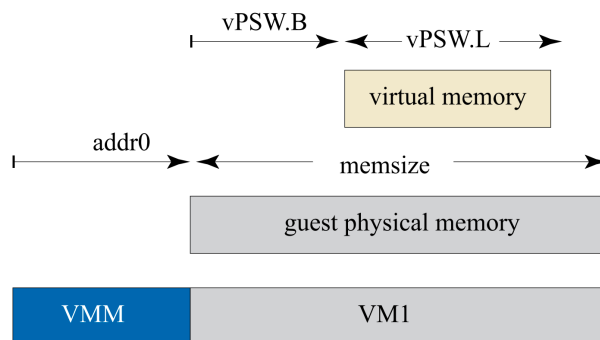 vPSW.B
vPSW.L
virtual memory
addr0
memsize
guest physical memory
VMM
VM1